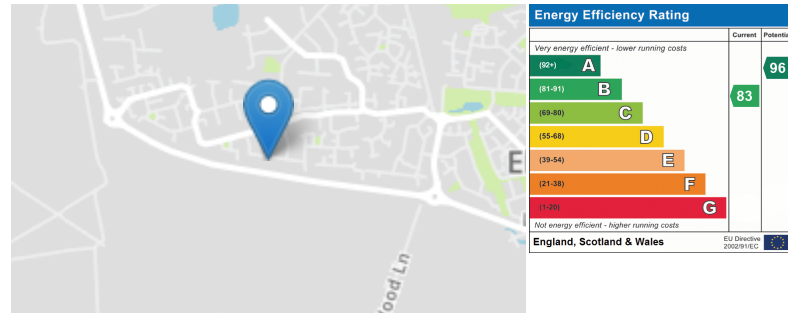 E
ood Ln
Energy Efficiency Rating
Current
Potentia
Very energy efficient - lower running costs
(92+) A
(81-91) B
(69-80) C
(55-68) D
(39-54) E
(21-38) F
(1-20) G
83
96
Not energy efficient - higher running costs
England, Scotland & Wales
EU Directive
2002/91/EC